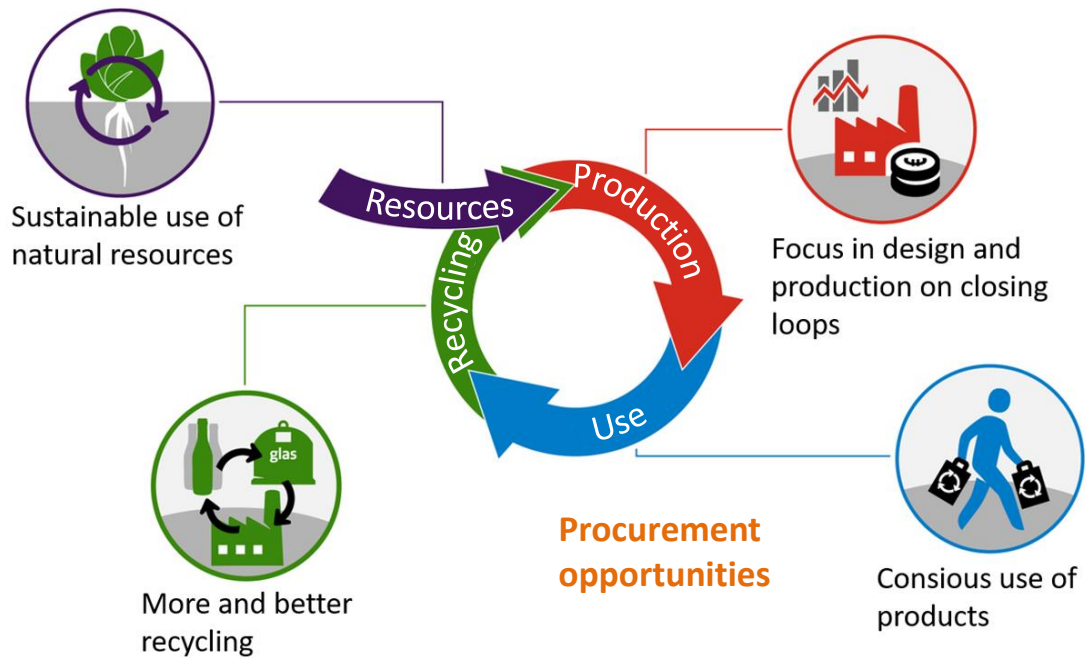 Sustainable use of
natural resources
Resources
Production
Recycling
Use
Focus in design and
production on closing
loops
glas
More and better
recycling
Procurement
opportunities
Consious use of
products